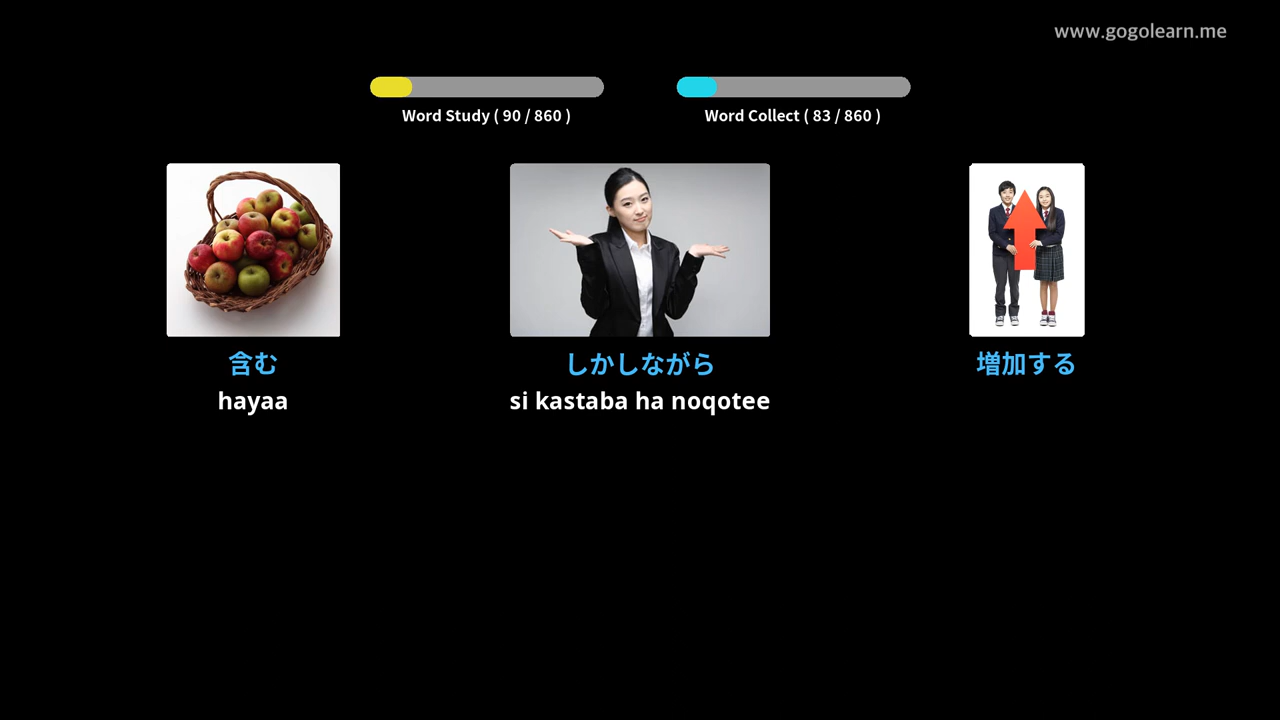 www.gogolearn.me
Word Study ( 90 / 860 )
Word Collect ( 83 / 860 )
含む
しかしながら
増加する
hayaa
si kastaba ha noqotee